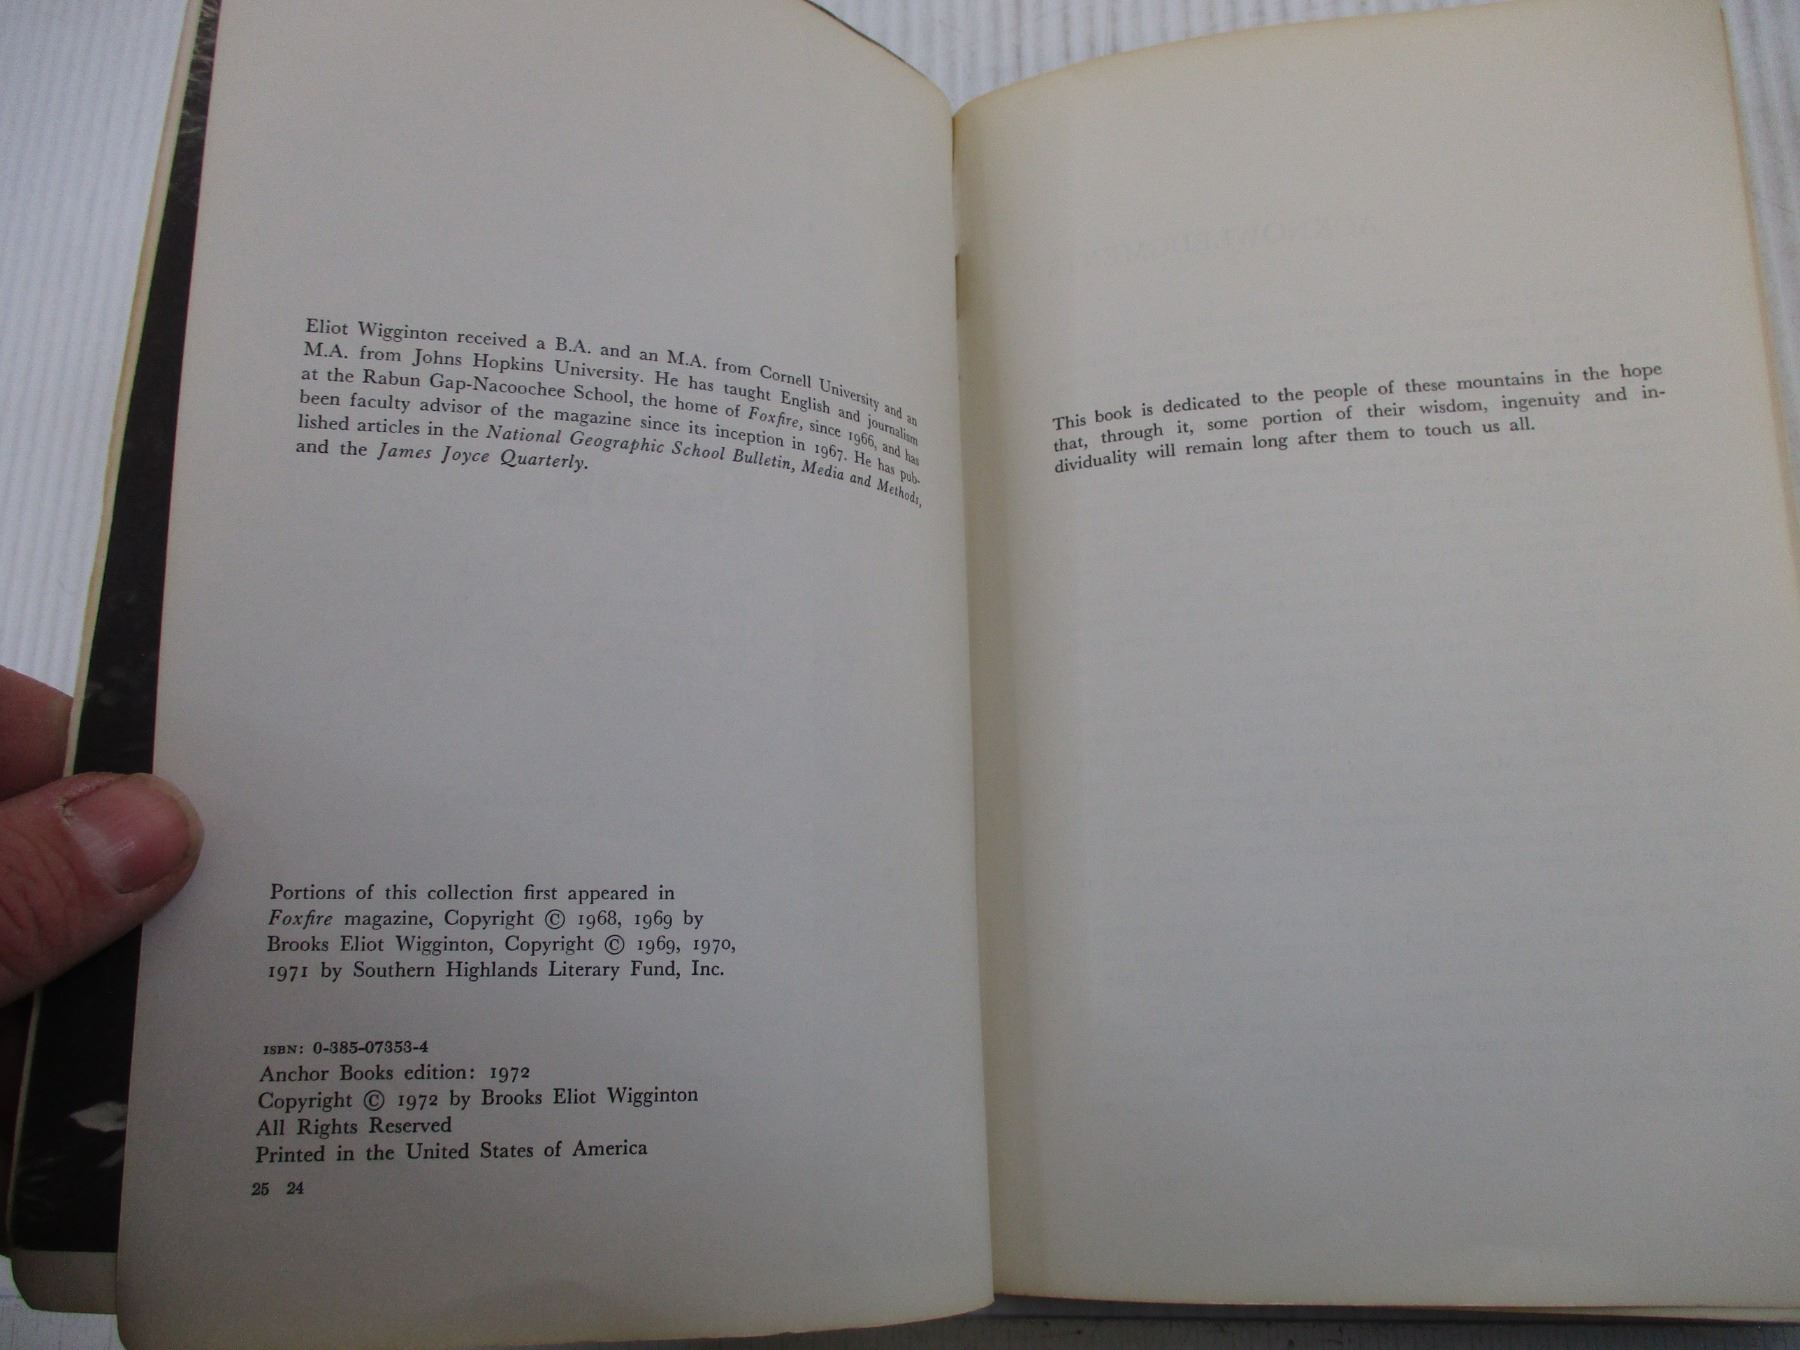 Eliot Wigginton received a B.A. and an M.A. from Cornell University and an
M.A. from Johns Hopkins University. He has taught English and journalism
at the Rabun Gap-Nacoochee School, the home of Foxfire, since 1966, and has
been faculty advisor of the magazine since its inception in 1967. He has pub-
lished articles in the National Geographic School Bulletin, Media and Methods,
and the James Joyce Quarterly.
Portions of this collection first appeared in
Foxfire magazine, Copyright © 1968, 1969 by
Brooks Eliot Wigginton, Copyright © 1969, 1970,
1971 by Southern Highlands Literary Fund, Inc.
ISBN: 0-385-07353-4
Anchor Books edition: 1972
Copyright © 1972 by Brooks Eliot Wigginton
All Rights Reserved
Printed in the United States of America
25 24
This book is dedicated to the people of these mountains in the hope
that, through it, some portion of their wisdom, ingenuity and in-
dividuality will remain long after them to touch us all.